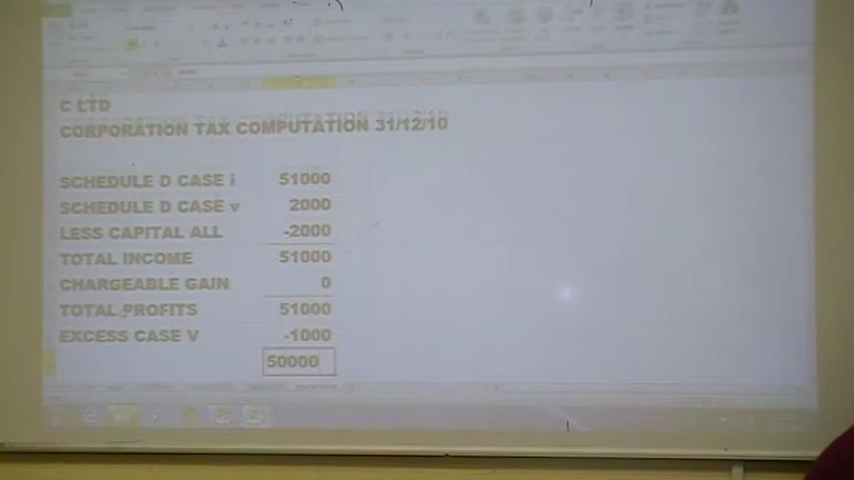 C LTD
CORPORATION TAX COMPUTATION 31/12/10
SCHEDULE D CASE i 51000
SCHEDULE D CASE v 2000
LESS CAPITAL ALL -2000
TOTAL INCOME 51000
CHARGEABLE GAIN 0
TOTAL PROFITS 51000
EXCESS CASE V -1000
50000